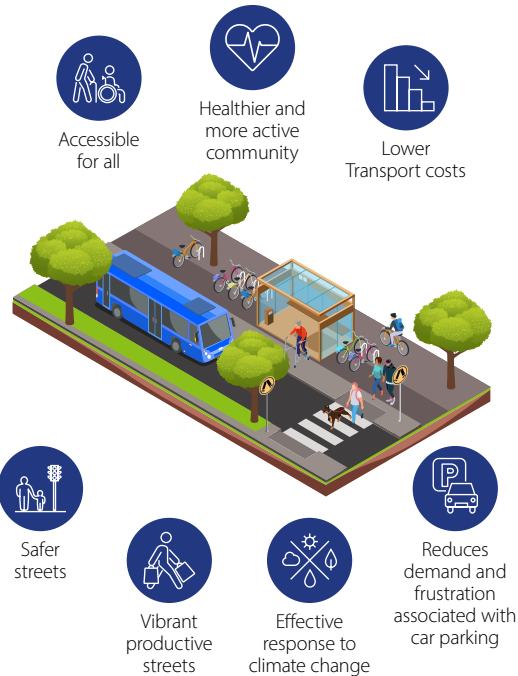 Accessible
for all
Healthier and
more active
community
Lower
Transport costs
Safer
streets
Vibrant
productive
streets
Effective
response to
climate change
P
Reduces
demand and
frustration
associated with
car parking